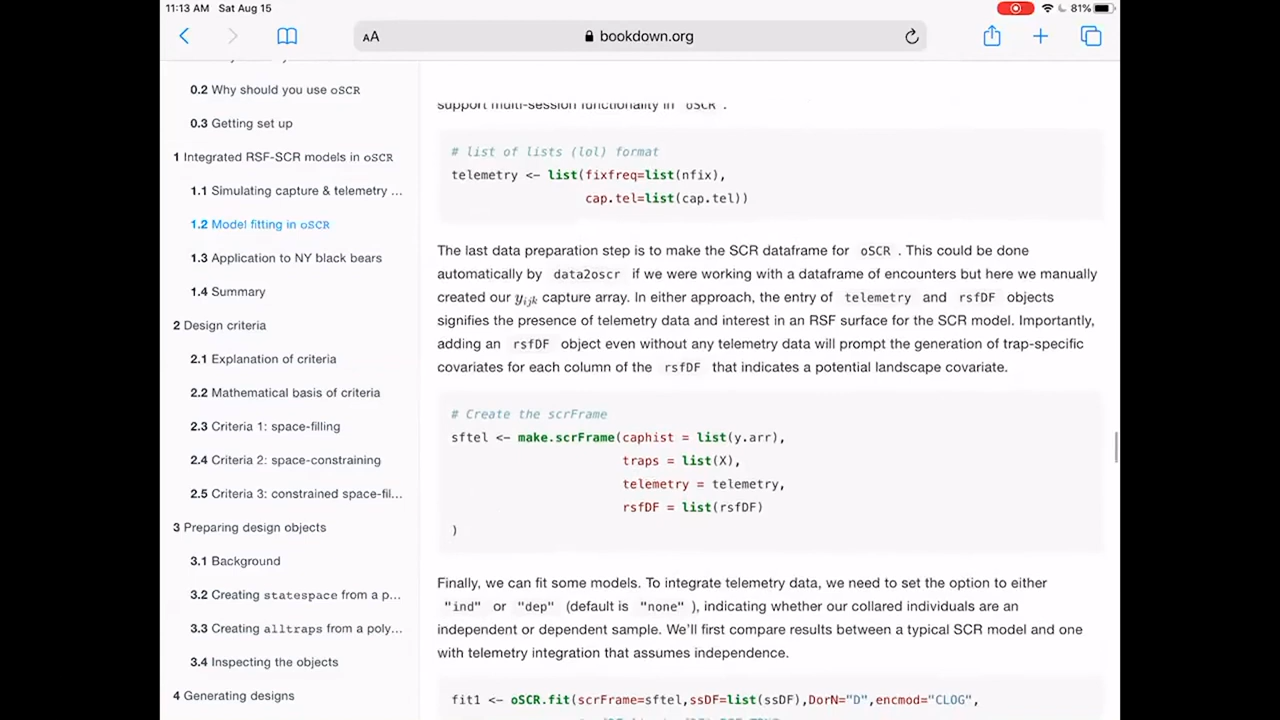 11:13 AM Sat Aug 15
81%
AA
bookdown.org
0.2 Why should you use oSCR
0.3 Getting set up
1 Integrated RSF-SCR models in oSCR
1.1 Simulating capture & telemetry ...
1.2 Model fitting in oSCR
1.3 Application to NY black bears
1.4 Summary
2 Design criteria
2.1 Explanation of criteria
2.2 Mathematical basis of criteria
2.3 Criteria 1: space-filling
2.4 Criteria 2: space-constraining
2.5 Criteria 3: constrained space-fil...
3 Preparing design objects
3.1 Background
3.2 Creating statespace from a p...
3.3 Creating alltraps from a poly...
3.4 Inspecting the objects
4 Generating designs
support multi-session functionality in oSCR .
# list of lists (lol) format
telemetry <- list(fixfreq=list(nfix),
cap.tel=list(cap.tel))
The last data preparation step is to make the SCR dataframe for oSCR . This could be done
automatically by data2oscr if we were working with a dataframe of encounters but here we manually
created our yijk capture array. In either approach, the entry of telemetry and rsfDF objects
signifies the presence of telemetry data and interest in an RSF surface for the SCR model. Importantly,
adding an rsfDF object even without any telemetry data will prompt the generation of trap-specific
covariates for each column of the rsfDF that indicates a potential landscape covariate.
# Create the scrFrame
sftel <- make.scrFrame(caphist = list(y.arr),
traps = list(X),
telemetry = telemetry,
rsfDF = list(rsfDF)
)
Finally, we can fit some models. To integrate telemetry data, we need to set the option to either
"ind" or "dep" (default is "none" ), indicating whether our collared individuals are an
independent or dependent sample. We'll first compare results between a typical SCR model and one
with telemetry integration that assumes independence.
fit1 <- oSCR.fit(scrFrame=sftel,ssDF=list(ssDF),DorN="D",encmod="CLOG",